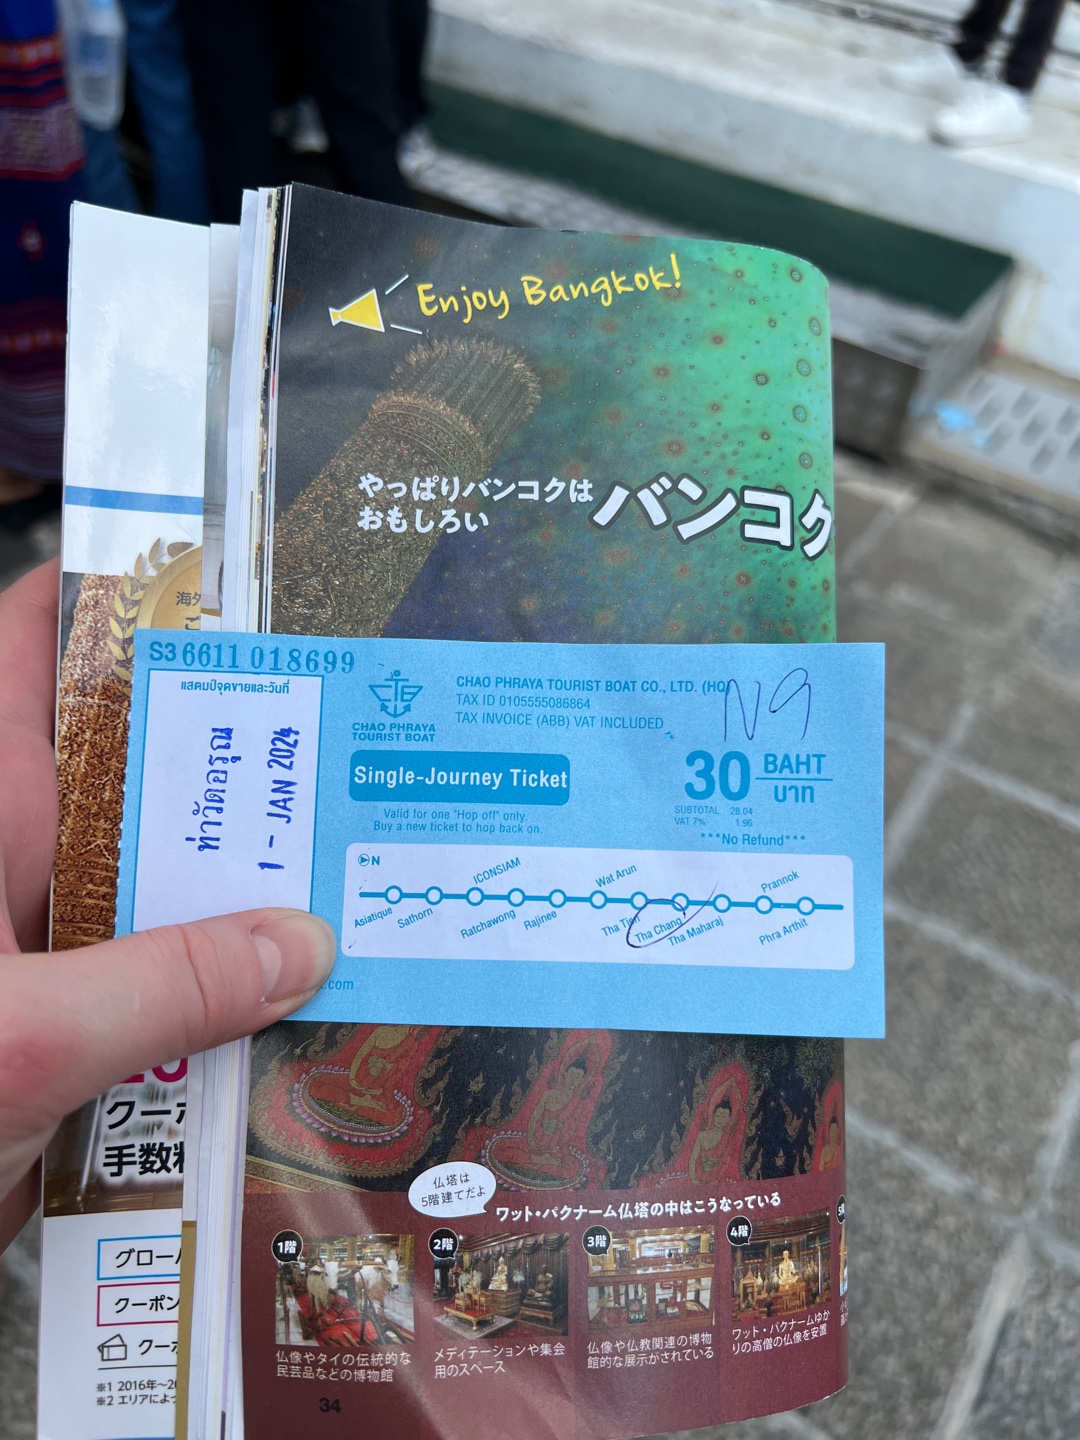 Enjoy Bangkok!
やっぱりバンコクは
おもしろい
バンコク
海外
S3 6611 018699
แสตมป์จุดขายและวันที่
ท่าวัดอรุณ
1 - JAN 2024
CHAO PHRAYA
TOURIST BOAT
CHAO PHRAYA TOURIST BOAT CO., LTD. (HQ)
TAX ID 0105555086864
TAX INVOICE (ABB) VAT INCLUDED
N9
Single-Journey Ticket
Valid for one "Hop off" only.
Buy a new ticket to hop back on.
30 BAHT
บาท
SUBTOTAL 28.04
VAT 7% 1.96
***No Refund***
N
ICONSIAM
Wat Arun
Prannok
Asiatique
Sathorn
Ratchawong
Rajinee
Tha Tien
Tha Chang
Tha Maharaj
Phra Arthit
.com
クーポ
手数料
グローバ
クーポン
クーポ
※1 2016年～20
※2 エリアによっ
仏塔は
5階建てだよ
ワット・パクナーム仏塔の中はこうなっている
1階
仏像やタイの伝統的な
民芸品などの博物館
2階
メディテーションや集会
用のスペース
3階
仏像や仏教関連の博物
館的な展示がされている
4階
ワット・パクナームゆか
りの高僧の仏像を安置
34